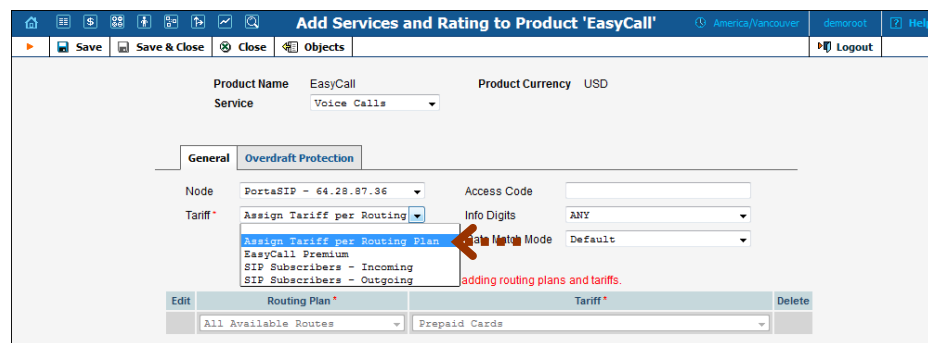 Add Services and Rating to Product 'EasyCall' America/Vancouver demoroot ? Help
Save Save & Close Close Objects Logout
Product Name EasyCall Product Currency USD
Service Voice Calls
General Overdraft Protection
Node PortaSIP - 64.28.87.36 Access Code
Tariff * Assign Tariff per Routing Info Digits ANY
Assign Tariff per Routing Plan Match Mode Default
EasyCall Premium
SIP Subscribers - Incoming
SIP Subscribers - Outgoing adding routing plans and tariffs.
Edit Routing Plan * Tariff * Delete
All Available Routes Prepaid Cards